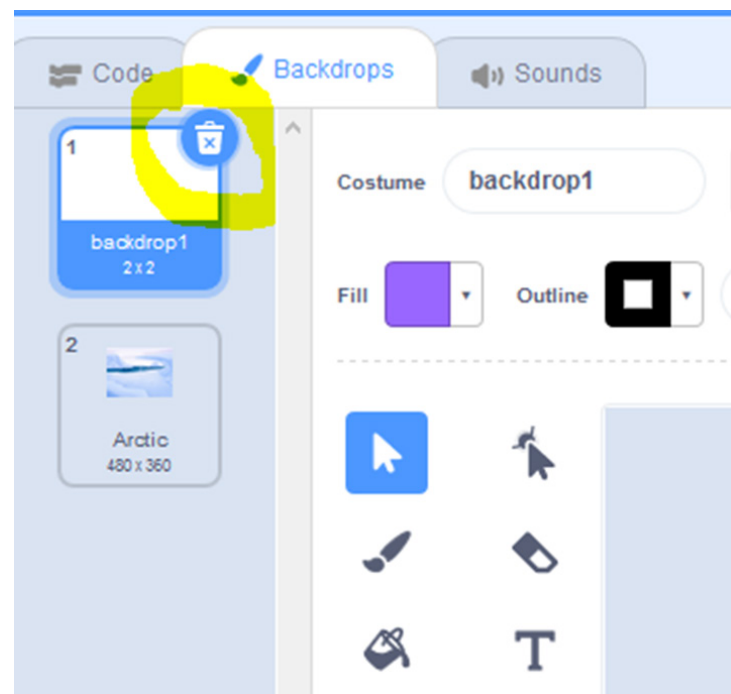 Code
Backdrops
Sounds
1
backdrop1
2 x 2
2
Arctic
480 x 360
Costume
backdrop1
Fill
Outline
T